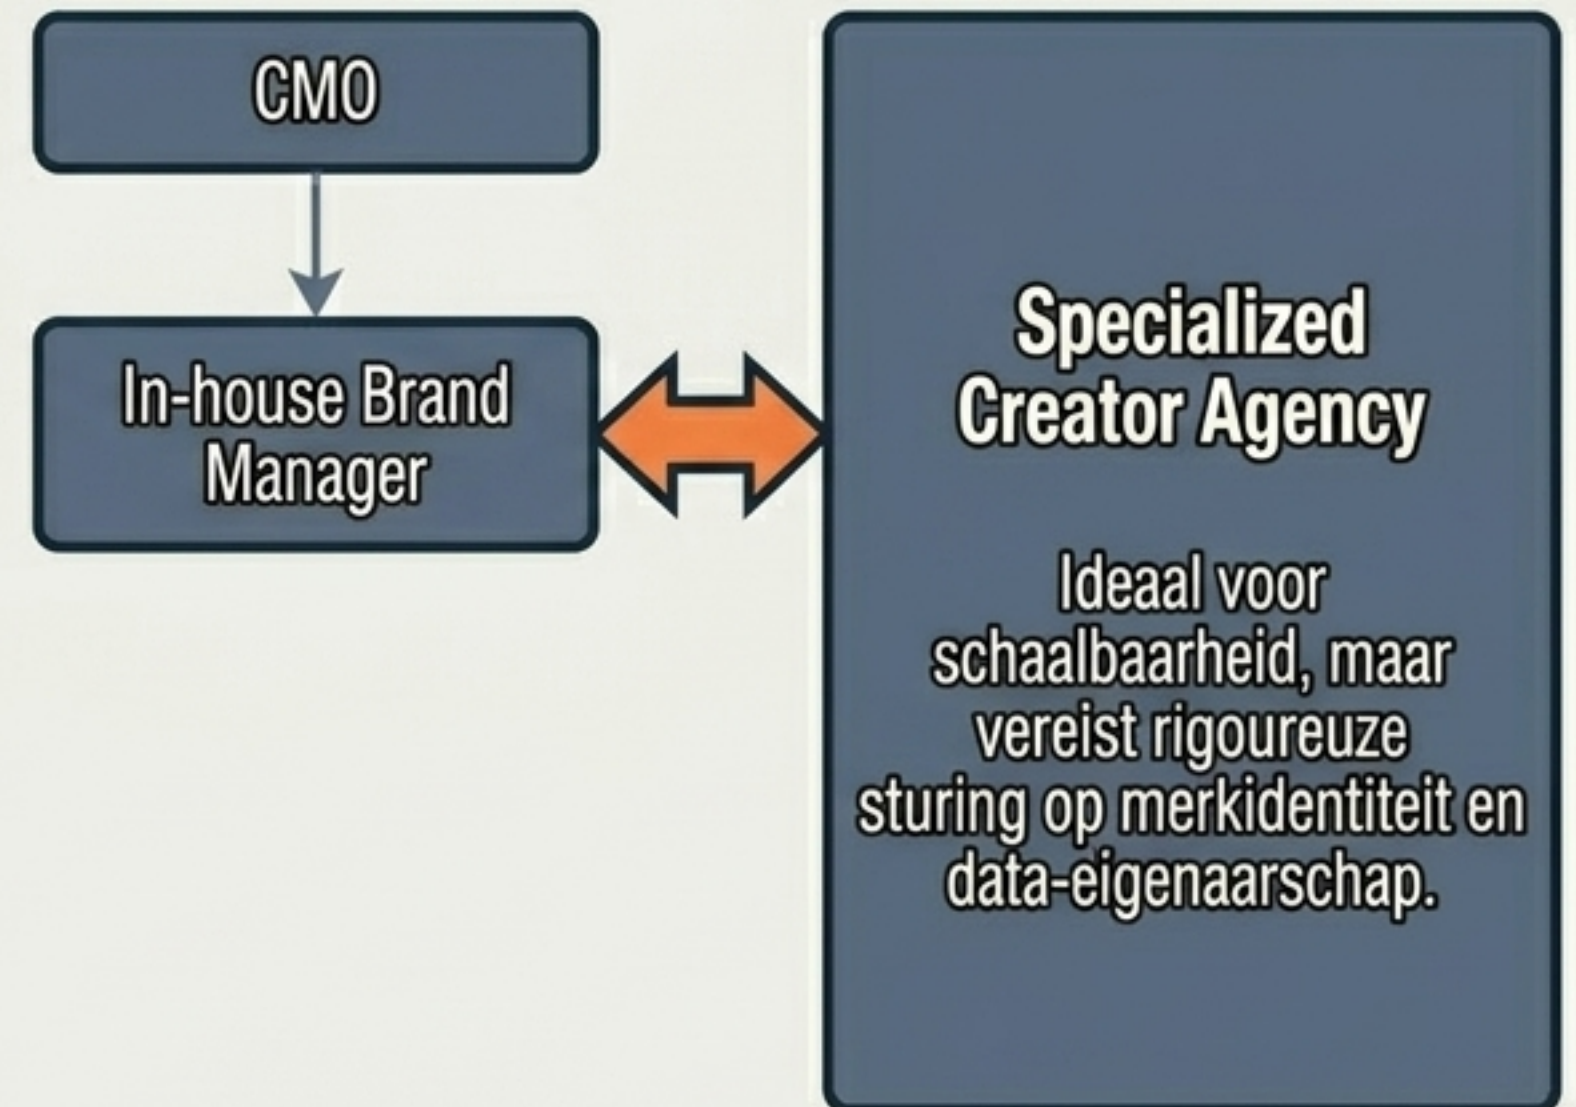 CMO
In-house Brand
Manager
Specialized
Creator Agency
Ideaal voor
schaalbaarheid, maar
vereist rigoureuze
sturing op merkidentiteit en
data-eigenaarschap.